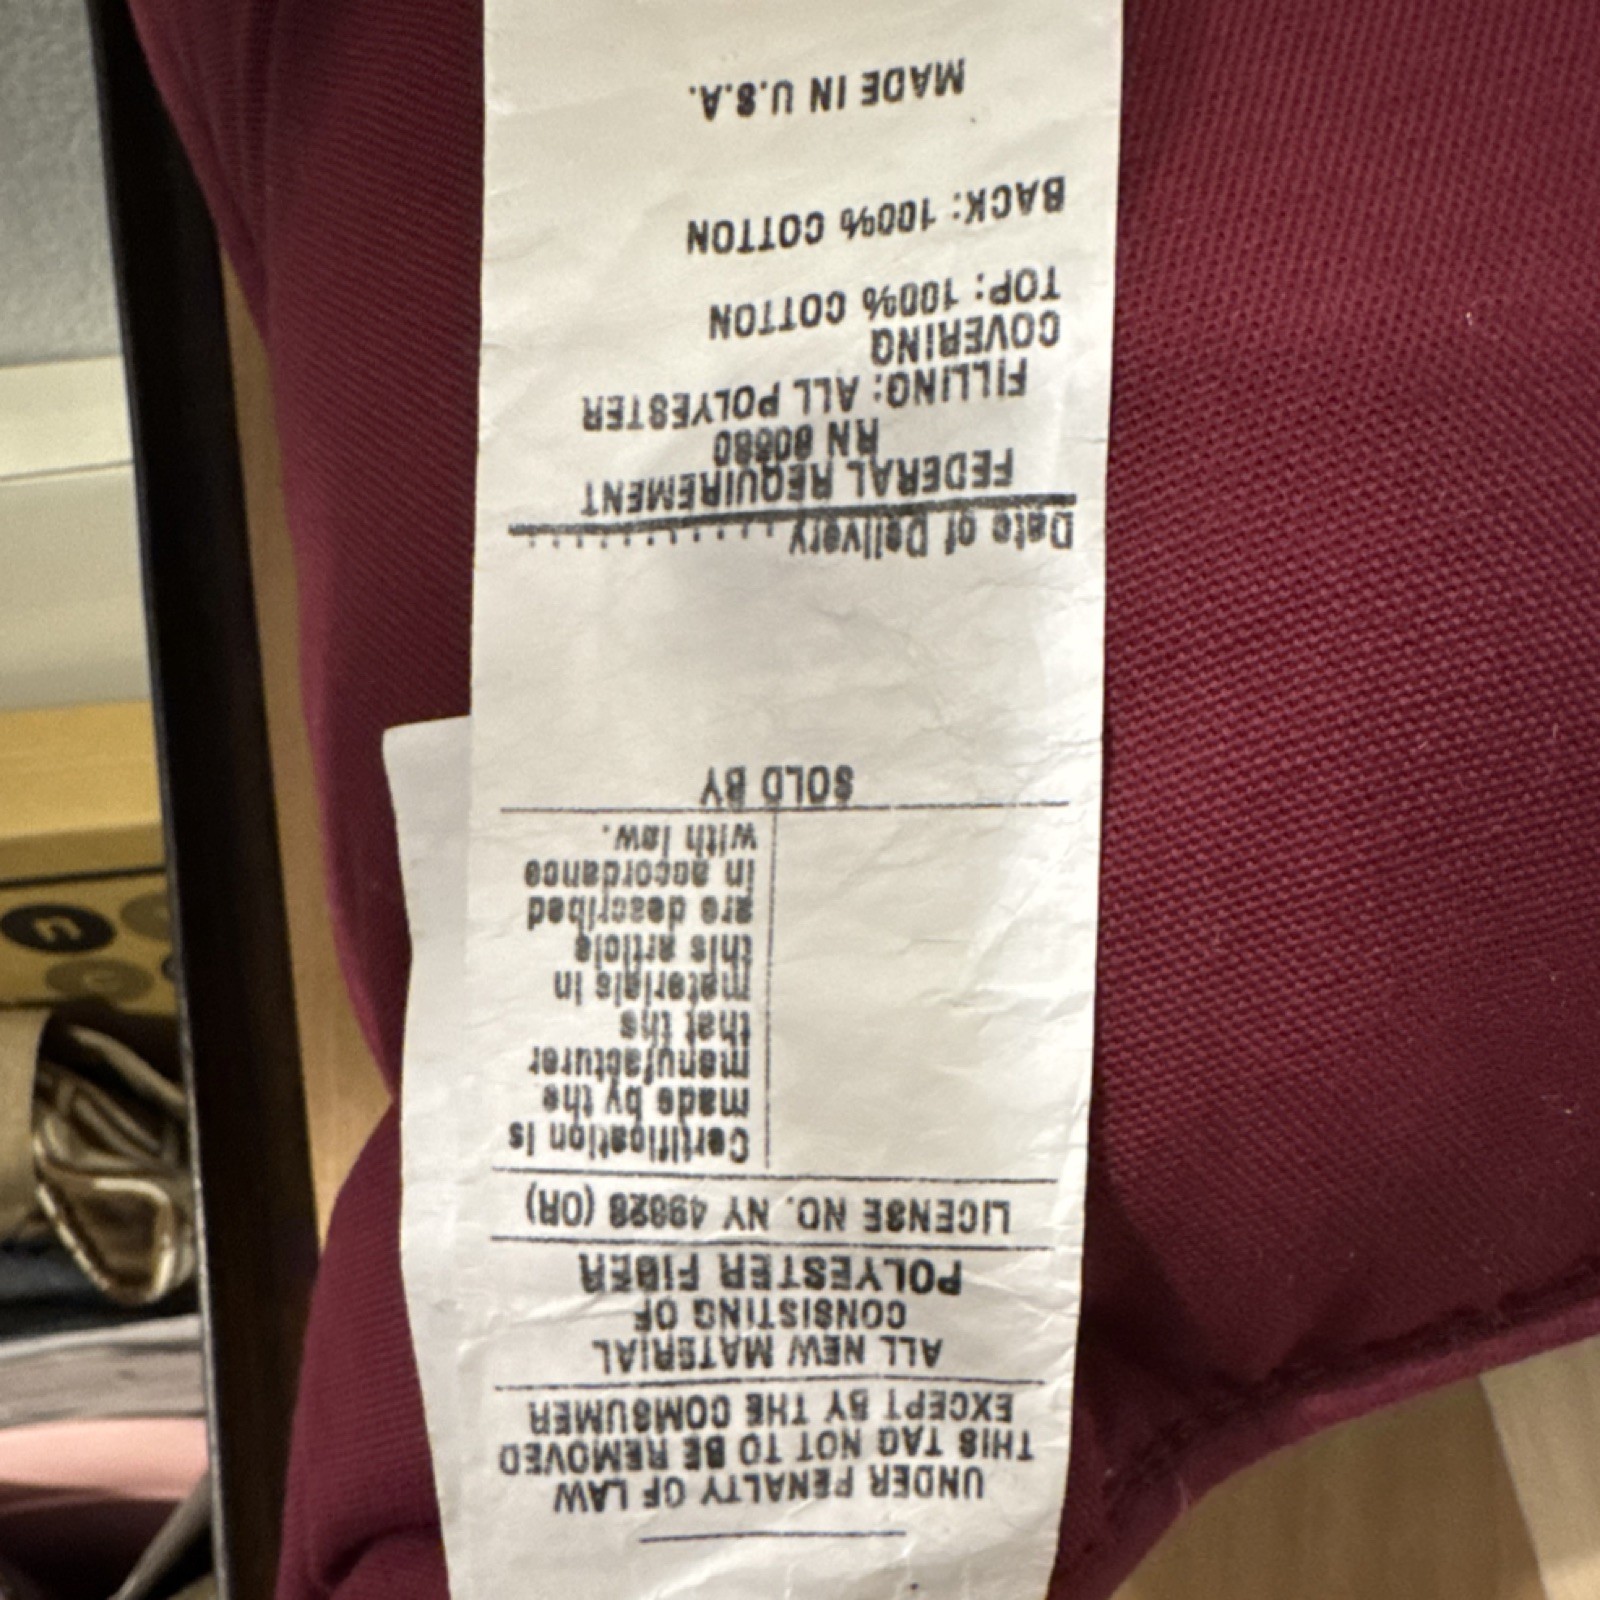 UNDER PENALTY OF LAW
THIS TAG NOT TO BE REMOVED
EXCEPT BY THE COMSUMER
ALL NEW MATERIAL
CONSISTING OF
POLYESTER FIBER
LICENSE NO. NY 49828 (OR)
Certification is
made by the
manufacturer
that the
materials in
this article
are described
in accordance
with law.
SOLD BY
Date of Delivery............
FEDERAL REQUIREMENT
RN
FILLING: ALL POLYESTER
COVERING
TOP: 100% COTTON
BACK: 100% COTTON
MADE IN U.S.A.